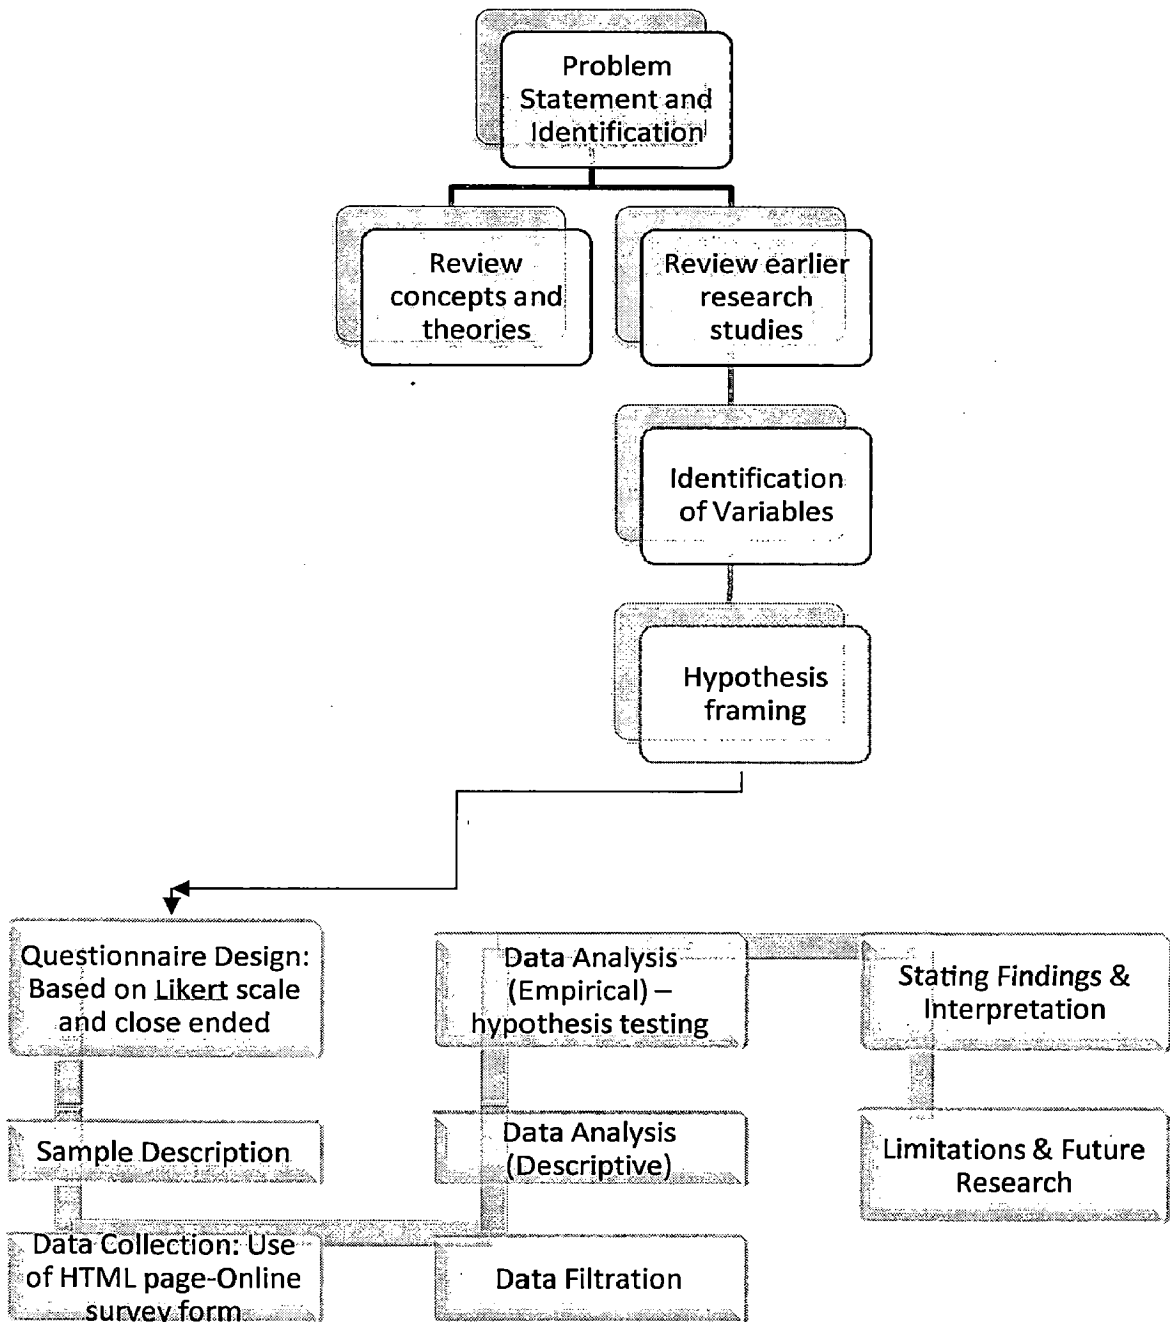 Problem
Statement and
Identification
Review
concepts and
theories
Review earlier
research
studies
Identification
of Variables
Hypothesis
framing
Questionnaire Design:
Based on Likert scale
and close ended
Sample Description
Data Collection: Use
of HTML page-Online
survey form
Data Filtration
Data Analysis
(Descriptive)
Data Analysis
(Empirical) –
hypothesis testing
Stating Findings &
Interpretation
Limitations & Future
Research